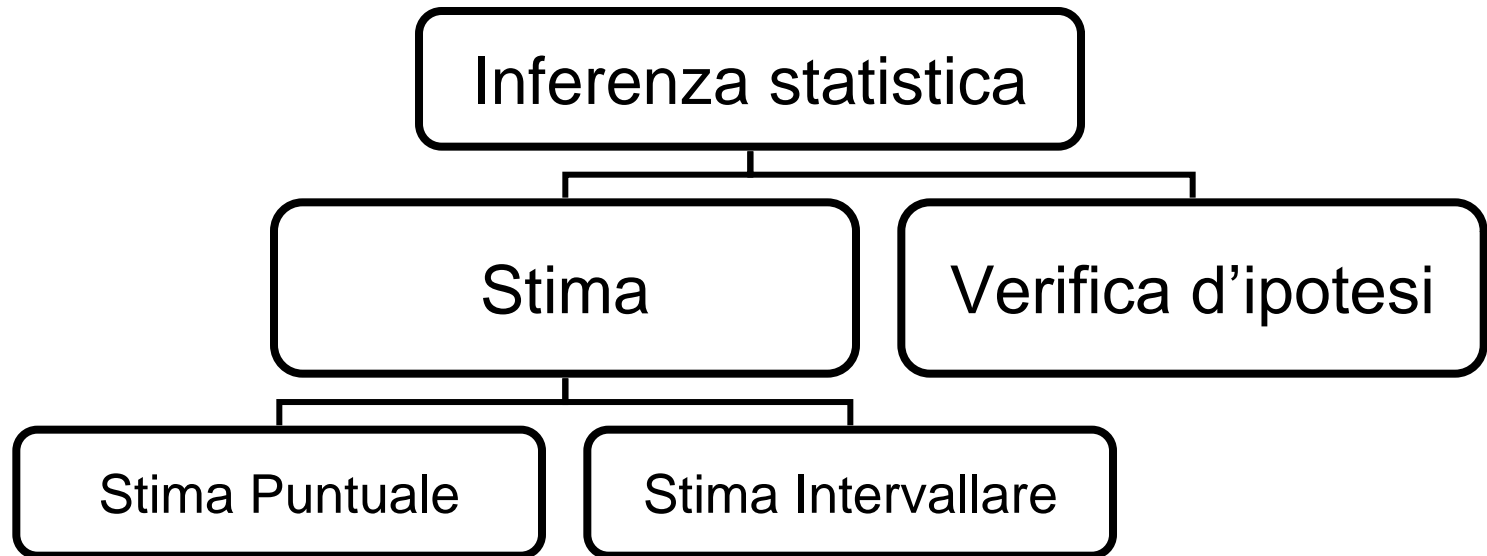 Inferenza statistica
Stima
Verifica d’ipotesi
Stima Puntuale
Stima Intervallare